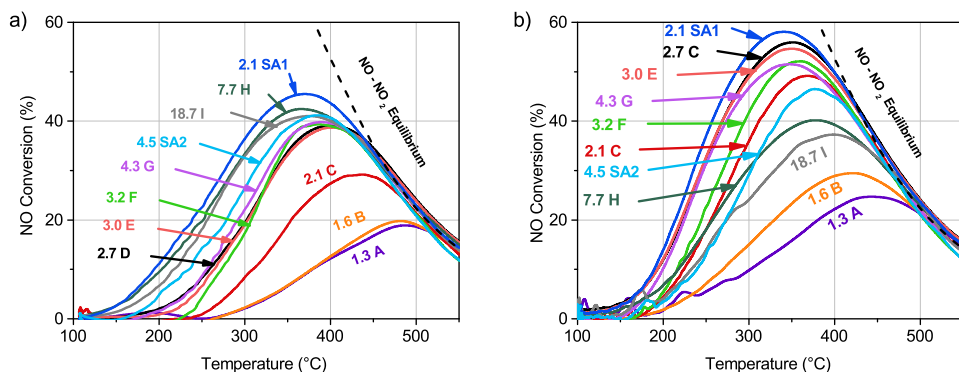 a)
60
40
20
0
NO Conversion (%)
2.1 SA1
7.7 H
18.7 I
4.5 SA2
4.3 G
3.2 F
3.0 E
2.7 D
2.1 C
1.6 B
1.3 A
NO - NO2 Equilibrium
100 200 300 400 500
Temperature (°C)
b)
60
40
20
0
NO Conversion (%)
2.1 SA1
2.7 C
3.0 E
4.3 G
3.2 F
2.1 C
4.5 SA2
7.7 H
18.7 I
1.6 B
1.3 A
NO - NO2 Equilibrium
100 200 300 400 500
Temperature (°C)